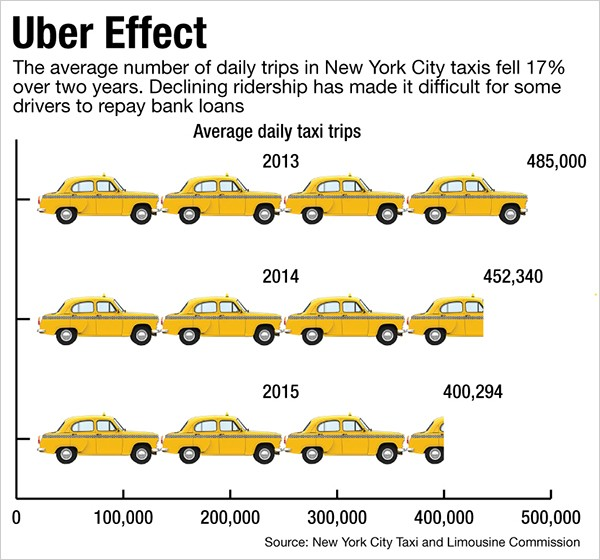 Uber Effect
The average number of daily trips in New York City taxis fell 17%
over two years. Declining ridership has made it difficult for some
drivers to repay bank loans
Average daily taxi trips
2013
485,000
2014
452,340
2015
400,294
0 100,000 200,000 300,000 400,000 500,000
Source: New York City Taxi and Limousine Commission